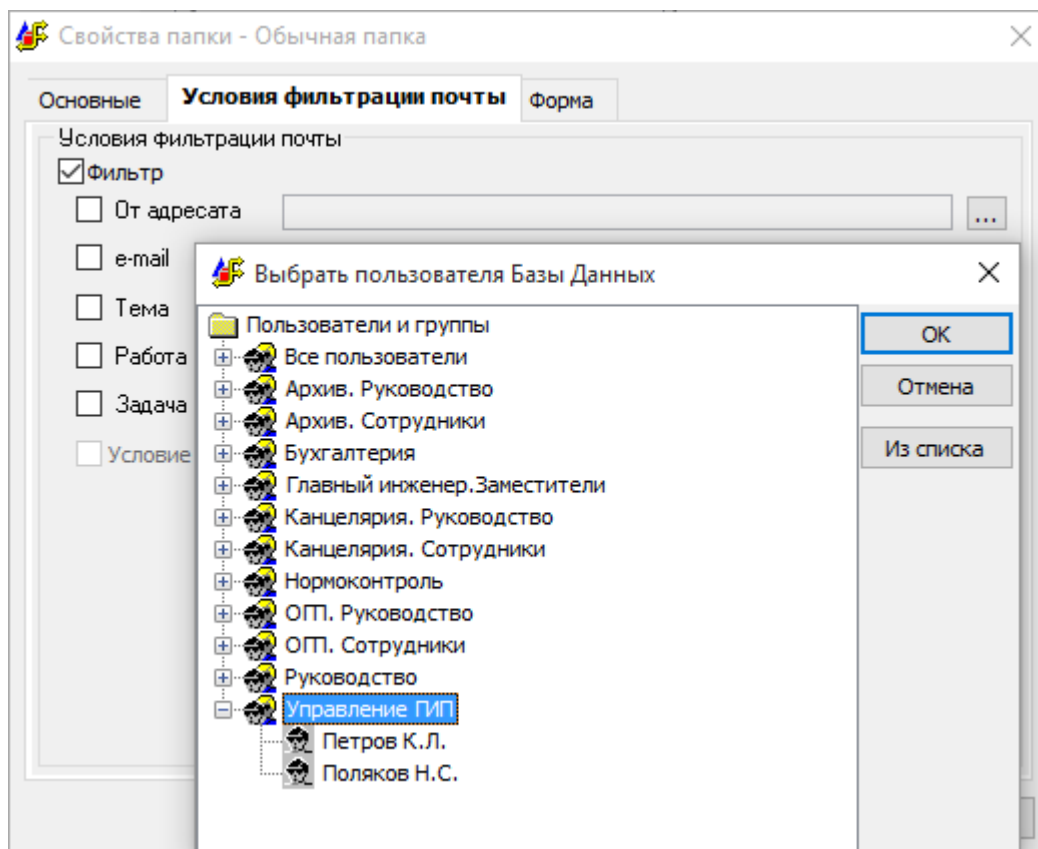 Свойства папки - Обычная папка
Основные Условия фильтрации почты Форма
Условия фильтрации почты
Фильтр
От адресата ...
e-mail
Тема
Работа
Задача
Условие
Выбрать пользователя Базы Данных
Пользователи и группы
Все пользователи
Архив. Руководство
Архив. Сотрудники
Бухгалтерия
Главный инженер.Заместители
Канцелярия. Руководство
Канцелярия. Сотрудники
Нормоконтроль
ОГП. Руководство
ОГП. Сотрудники
Руководство
Управление ГИП
Петров К.Л.
Поляков Н.С.
OK
Отмена
Из списка